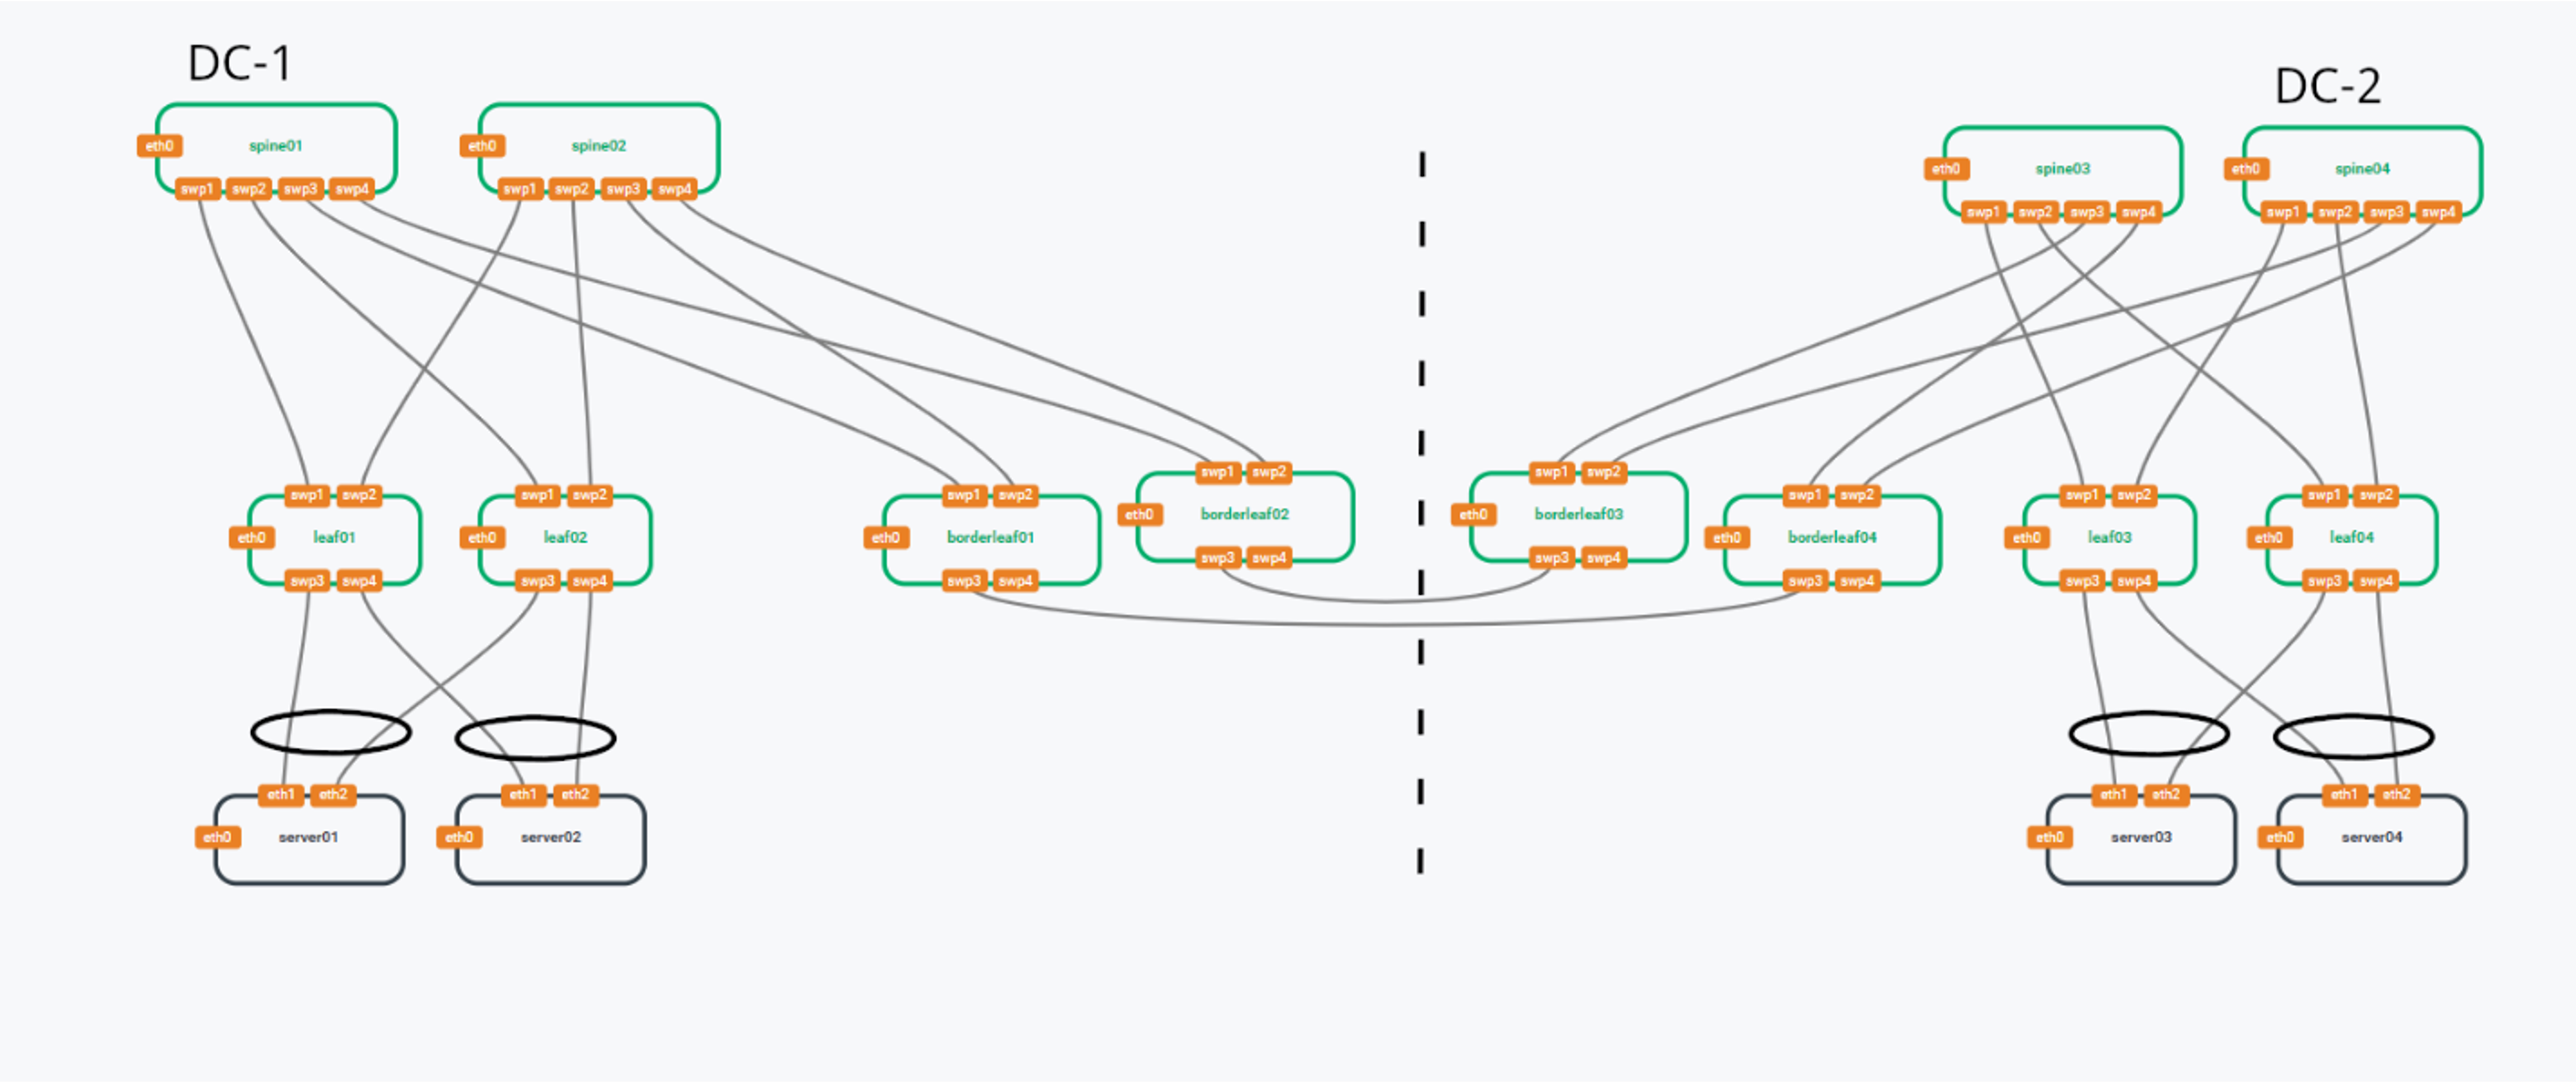 DC-1
DC-2
eth0 spine01
swp1 swp2 swp3 swp4
eth0 spine02
swp1 swp2 swp3 swp4
eth0 spine03
swp1 swp2 swp3 swp4
eth0 spine04
swp1 swp2 swp3 swp4
swp1 swp2
eth0 leaf01
swp3 swp4
swp1 swp2
eth0 leaf02
swp3 swp4
swp1 swp2
eth0 borderleaf01
swp3 swp4
swp1 swp2
eth0 borderleaf02
swp3 swp4
swp1 swp2
eth0 borderleaf03
swp3 swp4
swp1 swp2
eth0 borderleaf04
swp3 swp4
swp1 swp2
eth0 leaf03
swp3 swp4
swp1 swp2
eth0 leaf04
swp3 swp4
eth1 eth2
eth0 server01
eth1 eth2
eth0 server02
eth1 eth2
eth0 server03
eth1 eth2
eth0 server04